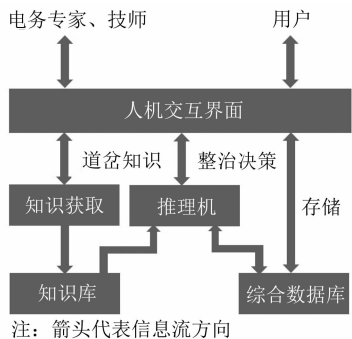 电务专家、技师
用户
人机交互界面
道岔知识
整治决策
知识获取
推理机
存储
知识库
综合数据库
注：箭头代表信息流方向